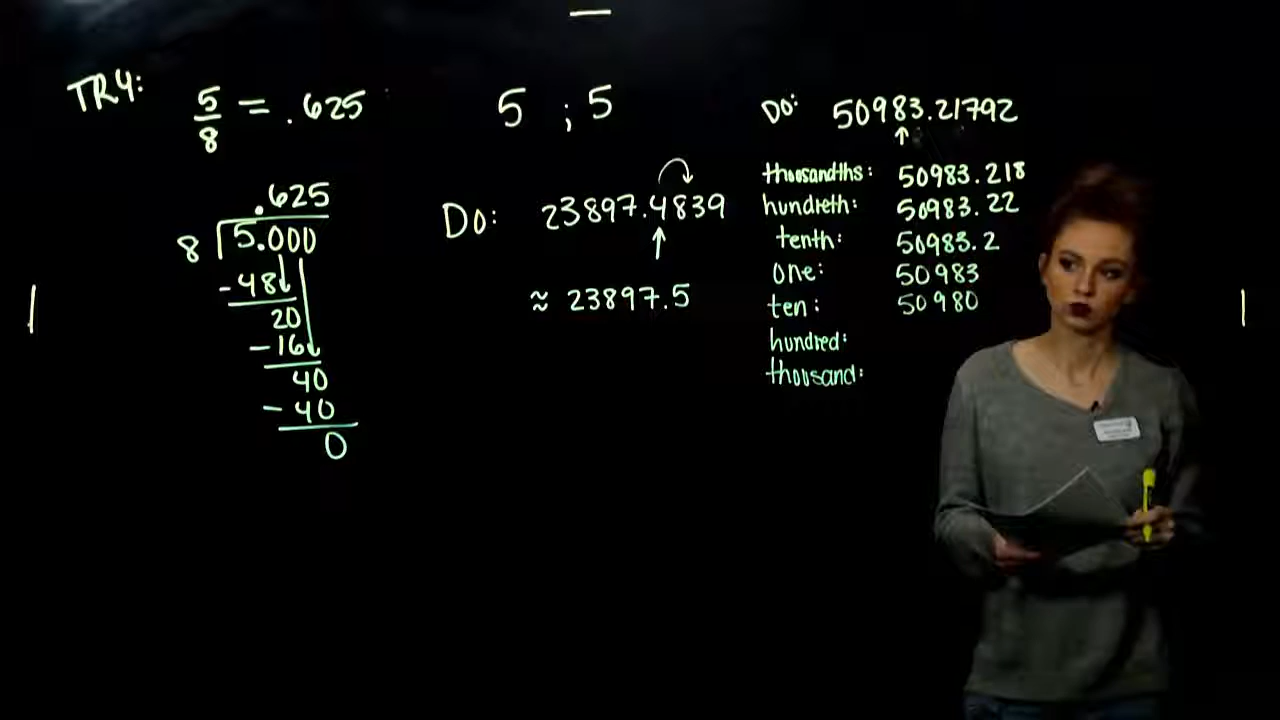 TRY:
5/8 = .625
.625
8 5.000
-48
20
-16
40
-40
0
5 ; 5
DO: 23897.4839
≈ 23897.5
DO: 50983.21792
thousandths: 50983.218
hundreth: 50983.22
tenth: 50983.2
one: 50983
ten: 50980
hundred:
thousand: